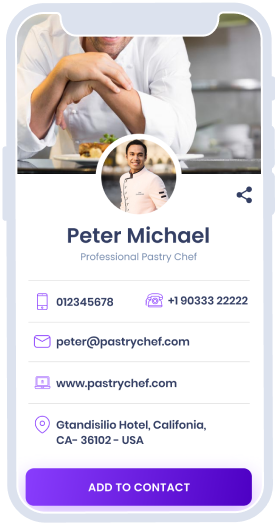 Peter Michael
Professional Pastry Chef
012345678 +1 90333 22222
peter@pastrychef.com
www.pastrychef.com
Gtandisilio Hotel, Califonia,
CA- 36102 - USA
ADD TO CONTACT